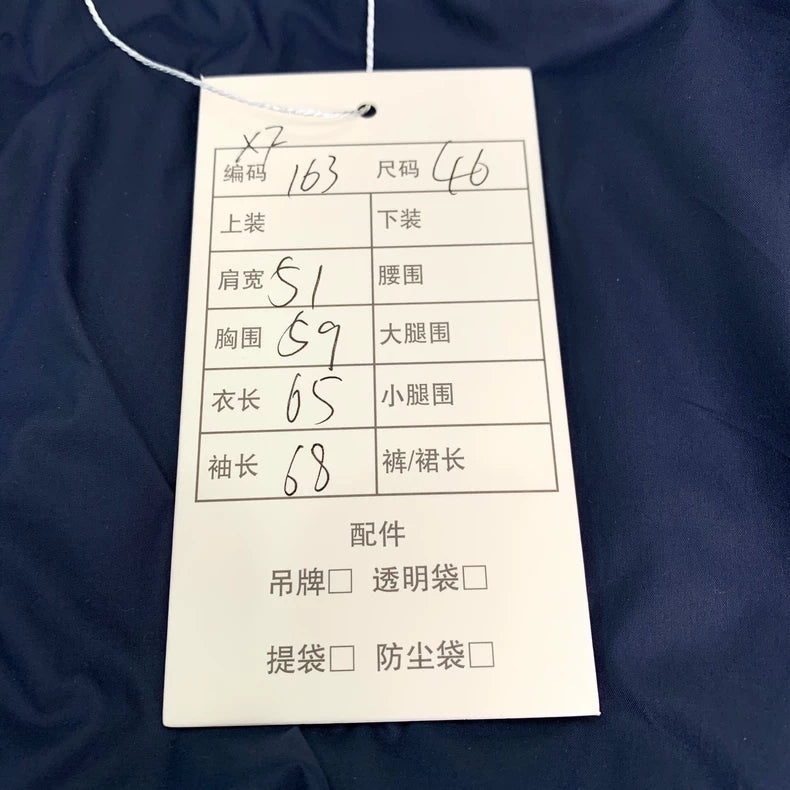 X7
编码 163 尺码 46
上装 下装
肩宽 51 腰围
胸围 59 大腿围
衣长 65 小腿围
袖长 68 裤/裙长
配件
吊牌□ 透明袋□
提袋□ 防尘袋□